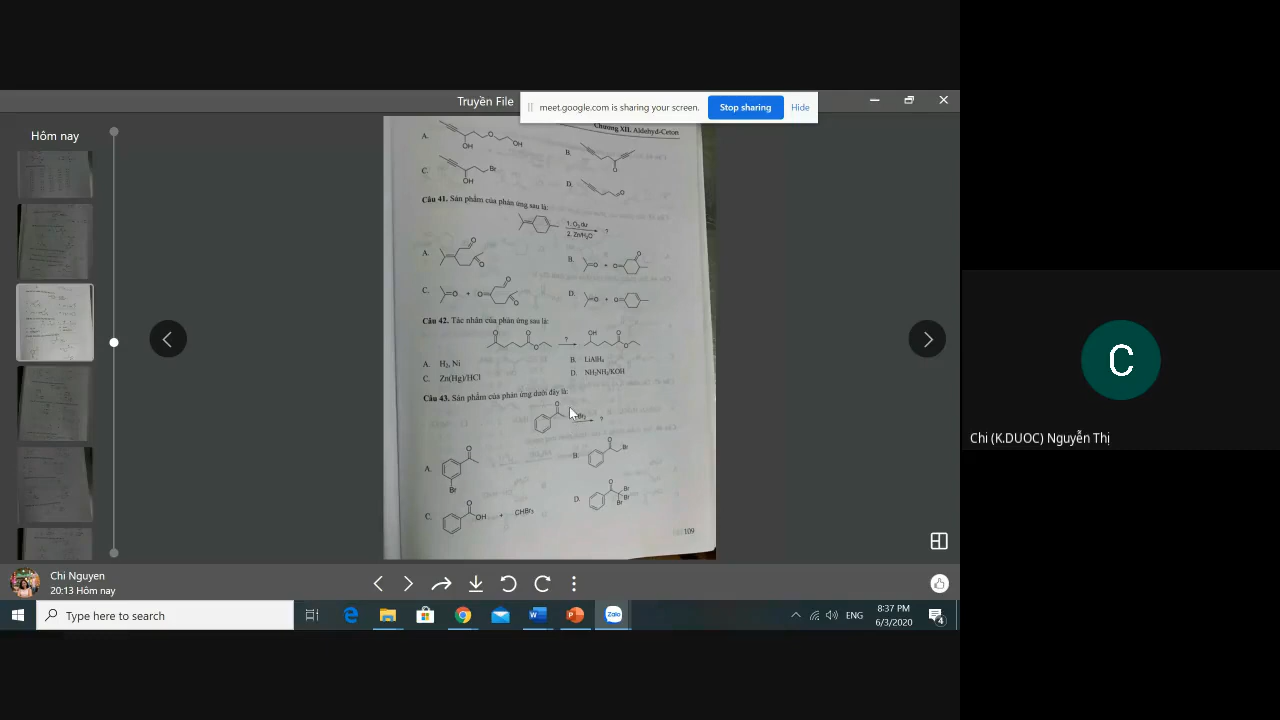 Truyền File
meet.google.com is sharing your screen.
Stop sharing
Hide
Hôm nay
Chương XII. Aldehyd-Ceton
A.
OH
O
OH
B.
O
C.
OH
Br
D.
O
Câu 41. Sản phẩm của phản ứng sau là:
1. O₃ dư
2. Zn/H₂O
?
A.
O
O
B.
O
+
O
O
C.
O
+
O
O
O
D.
O
+
O
Câu 42. Tác nhân của phản ứng sau là:
O
O
O
?
OH
O
O
A. H₂, Ni
B. LiAlH₄
C. Zn(Hg)/HCl
D. NH₂NH₂/KOH
Câu 43. Sản phẩm của phản ứng dưới đây là:
O
?
A.
O
Br
B.
O
Br
C.
O
OH
+
CHBr₃
D.
O
Br
Br
Br
109
Chi Nguyen
20:13 Hôm nay
Type here to search
Zalo
ENG
8:37 PM
6/3/2020
4
C
Chi (K.DUOC) Nguyễn Thị